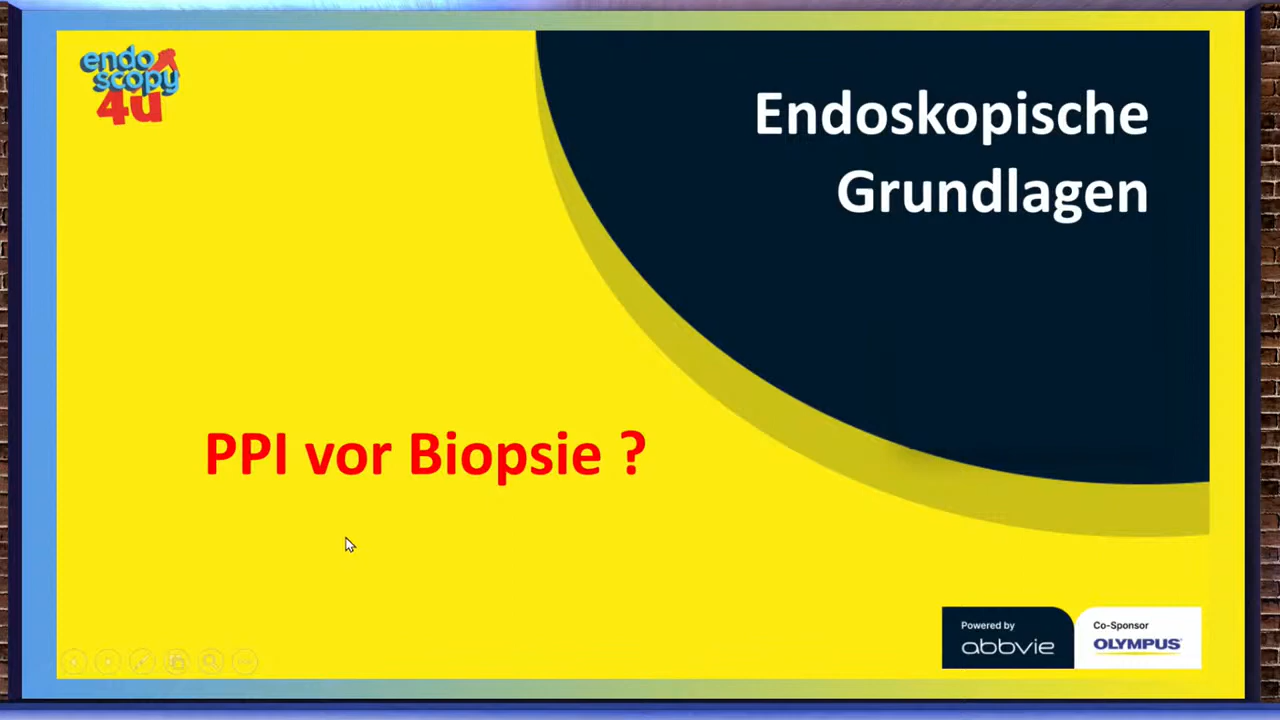 endo
scopy
4u
Endoskopische
Grundlagen
PPI vor Biopsie ?
Powered by
abbvie
Co-Sponsor
OLYMPUS